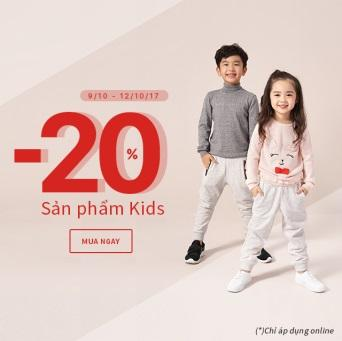 9/10 - 12/10/17
-20%
Sản phẩm Kids
MUA NGAY
(*)Chỉ áp dụng online